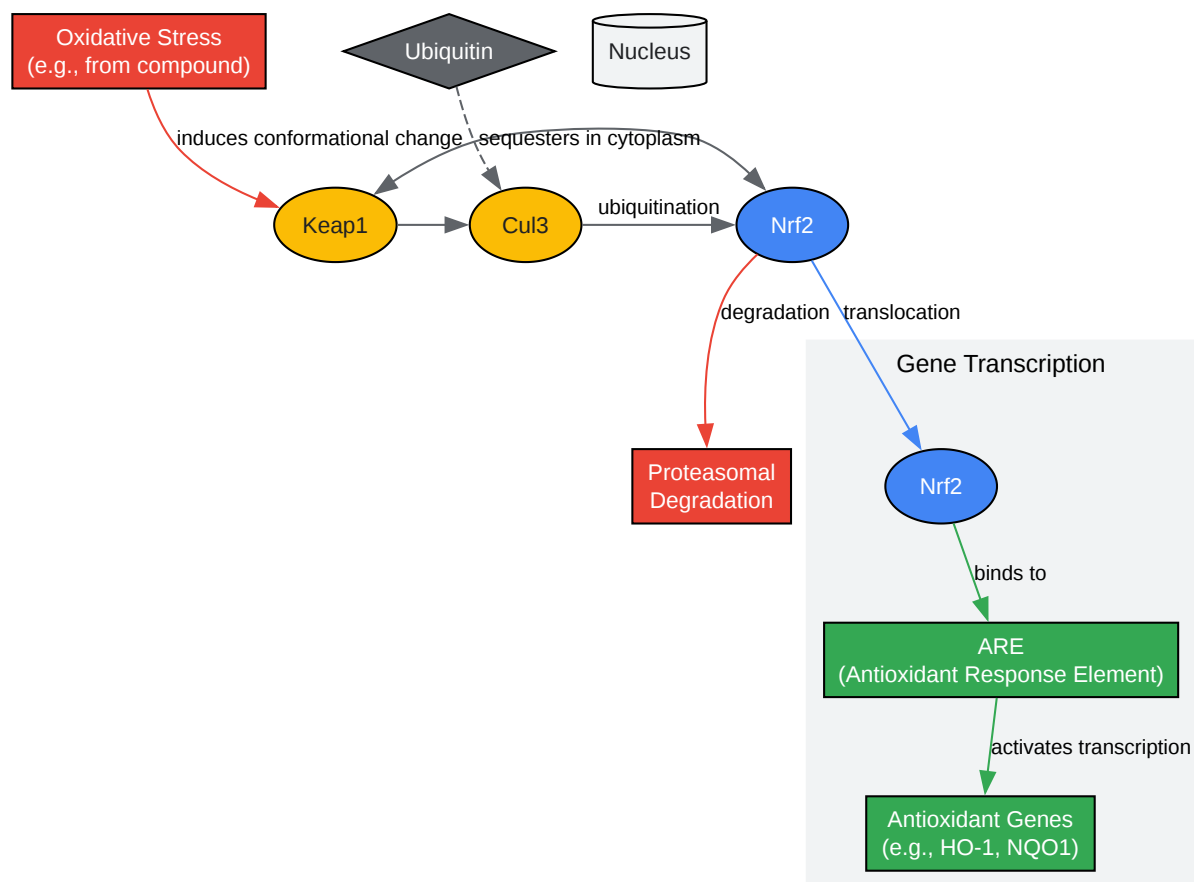 Oxidative Stress
(e.g., from compound)
Ubiquitin
Nucleus
induces conformational change
sequesters in cytoplasm
Keap1
Cul3
ubiquitination
Nrf2
degradation
translocation
Gene Transcription
Proteasomal
Degradation
Nrf2
binds to
ARE
(Antioxidant Response Element)
activates transcription
Antioxidant Genes
(e.g., HO-1, NQO1)